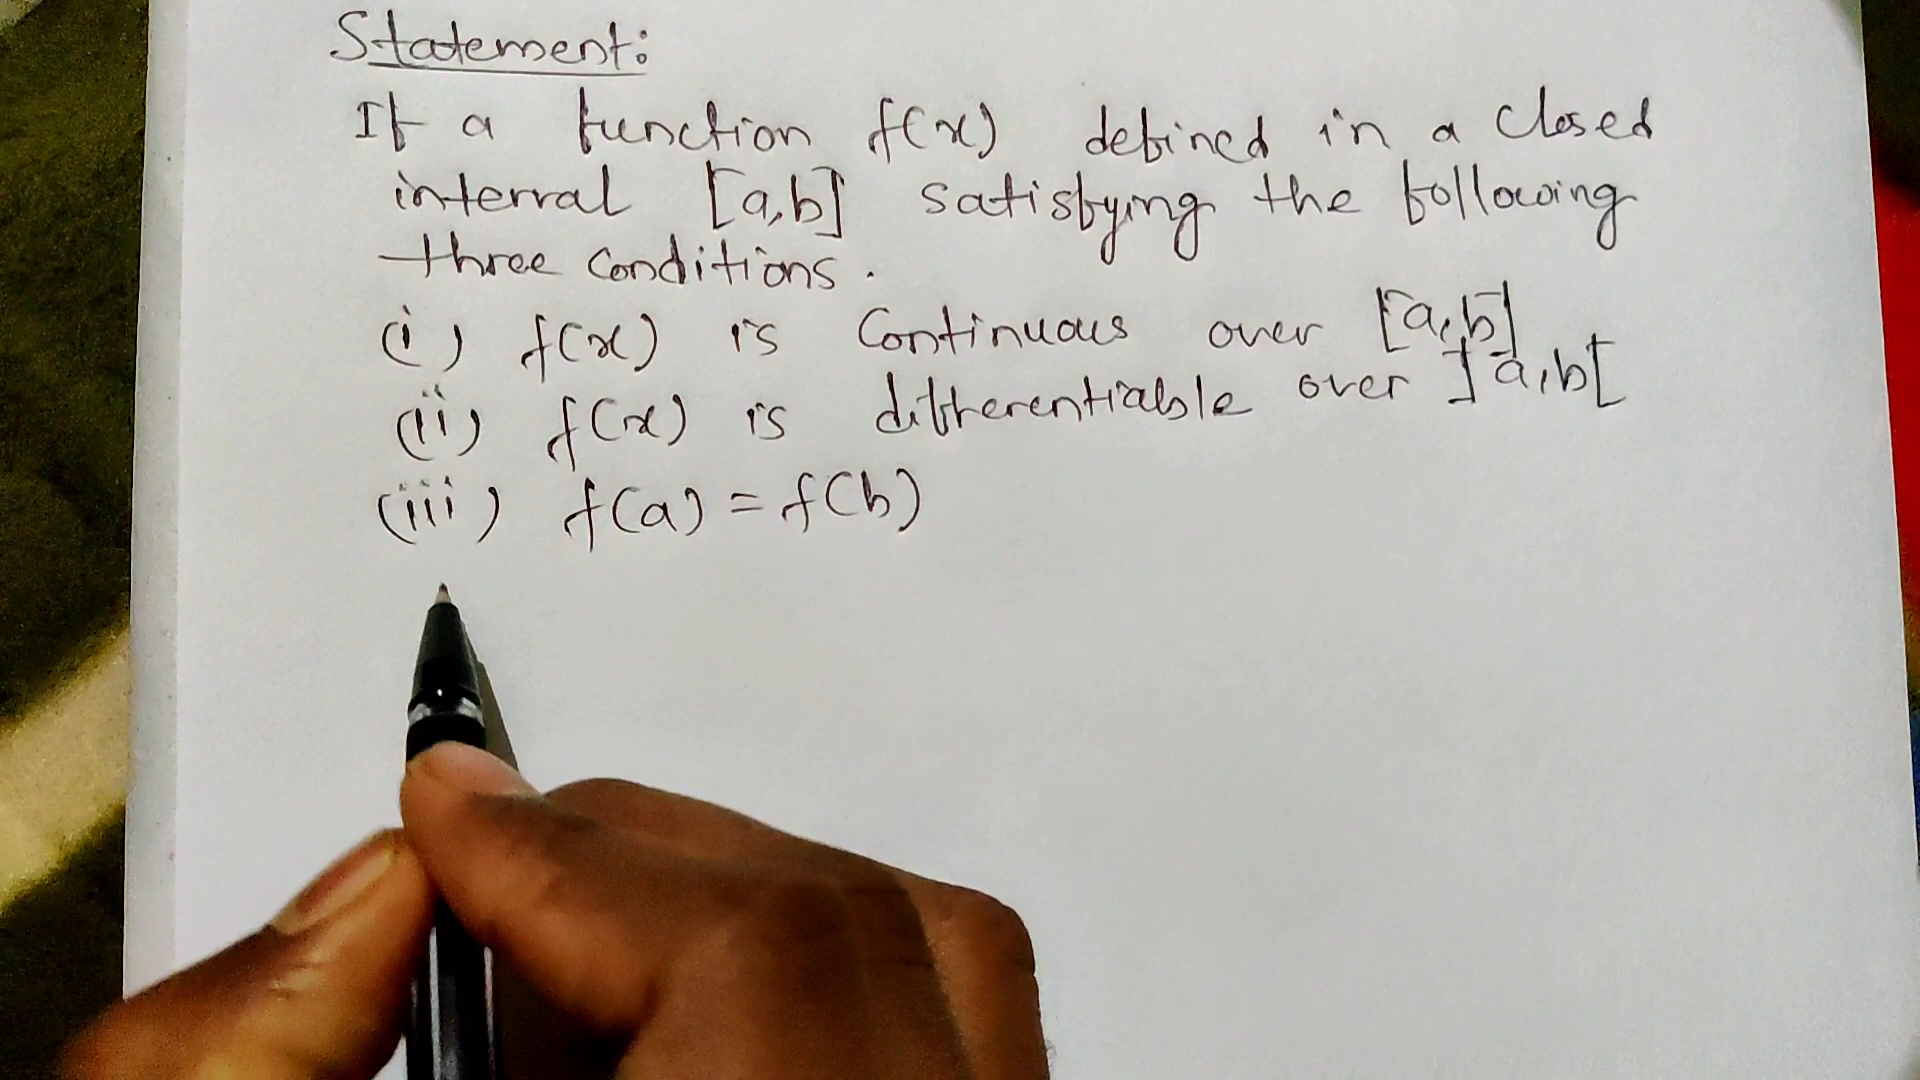 Statement:
If a function f(x) defined in a closed
interval [a,b] satisfying the following
three conditions.
(i) f(x) is continuous over [a,b]
(ii) f(x) is differentiable over ]a,b[
(iii) f(a) = f(b)